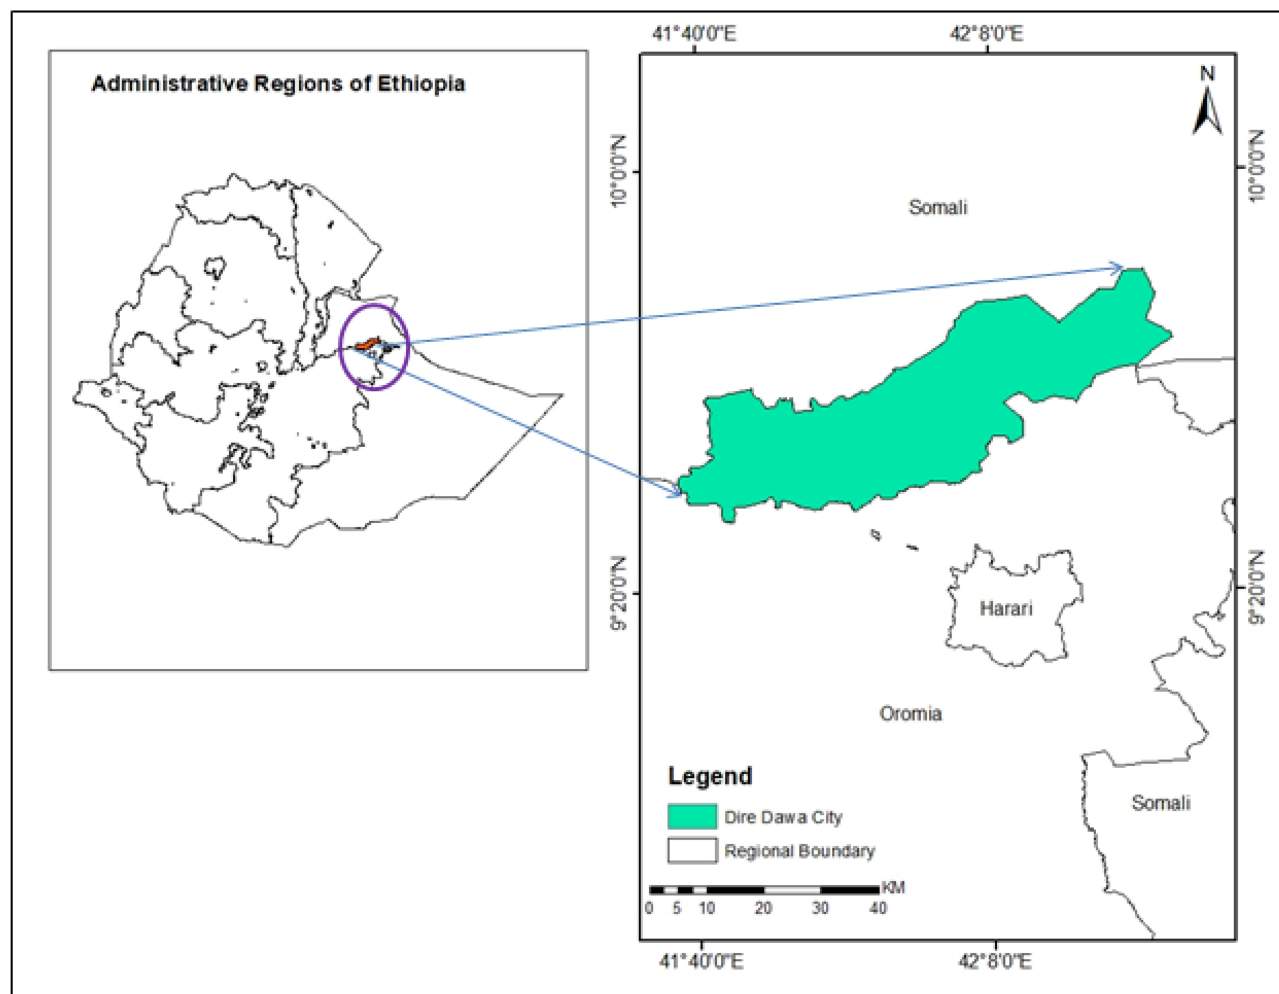 Administrative Regions of Ethiopia
41°40'0"E
42°8'0"E
N
10°0'0"N
10°0'0"N
Somali
9°20'0"N
9°20'0"N
Harari
Oromia
Somali
Legend
Dire Dawa City
Regional Boundary
KM
0 5 10 20 30 40
41°40'0"E
42°8'0"E